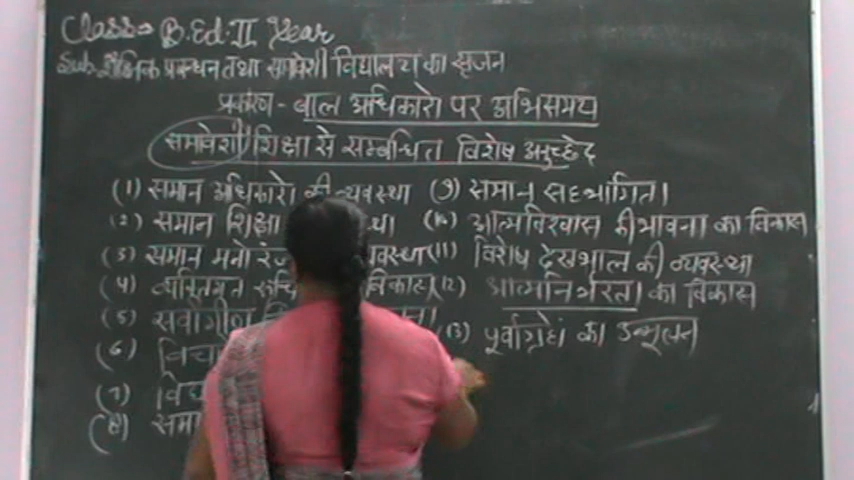 Class → B.Ed. II Year
Sub. शैक्षिक प्रबन्धन तथा समावेशी विद्यालय का सृजन
प्रकरण - बाल अधिकारो पर अभिसमय
समावेशी शिक्षा से सम्बन्धित विशेष अनुच्छेद
(1) समान अधिकारो की व्यवस्था (9) समान सहभागिता
(2) समान शिक्षा (10) आत्मविश्वास की भावना का विकास
(3) समान मनोरं (11) विशेष देखभाल की व्यवस्था
(4) व्यक्तिगत रूचि विकास (12) आत्मनिर्भरता का विकास
(5) सर्वांगीण (13) पूर्वाग्रहों का उन्मूलन
(6)
(7)
(8) समा